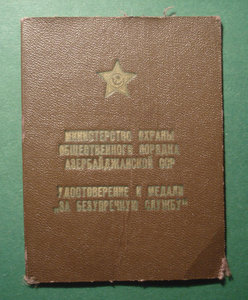 МИНИСТЕРСТВО ОХРАНЫ
ОБЩЕСТВЕННОГО ПОРЯДКА
АЗЕРБАЙДЖАНСКОЙ ССР
УДОСТОВЕРЕНИЕ К МЕДАЛИ
„ЗА БЕЗУПРЕЧНУЮ СЛУЖБУ“